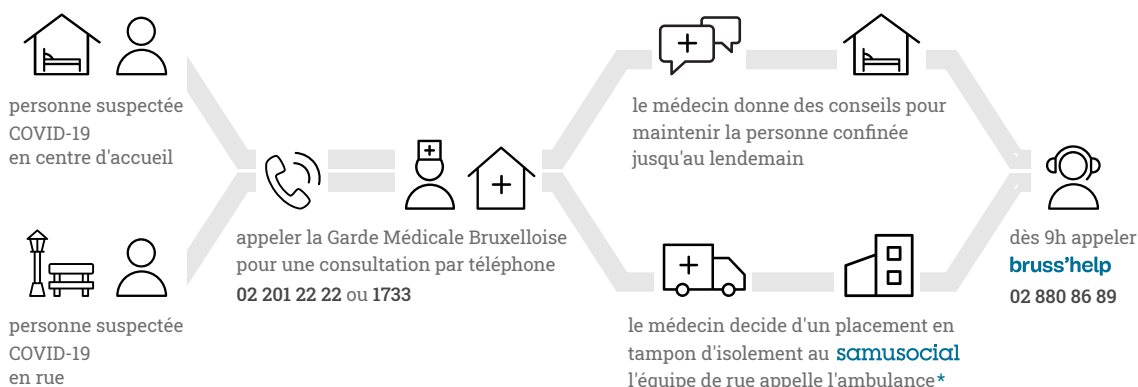 personne suspectée
COVID-19
en centre d'accueil
personne suspectée
COVID-19
en rue
appeler la Garde Médicale Bruxelloise
pour une consultation par téléphone
02 201 22 22 ou 1733
le médecin donne des conseils pour
maintenir la personne confinée
jusqu'au lendemain
le médecin decide d'un placement en
tampon d'isolement au samusocial
l'équipe de rue appelle l'ambulance*
dès 9h appeler
bruss'help
02 880 86 89